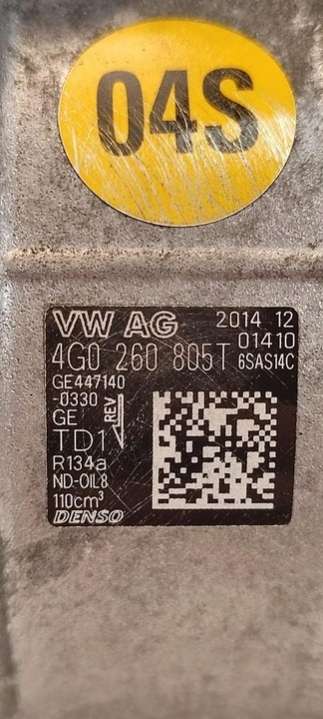 04S
VW AG 2014 12
01410
4G0 260 805T 6SAS14C
GE447140
-0330
GE
REV
TD1
R134a
ND-OIL8
110cm³
DENSO